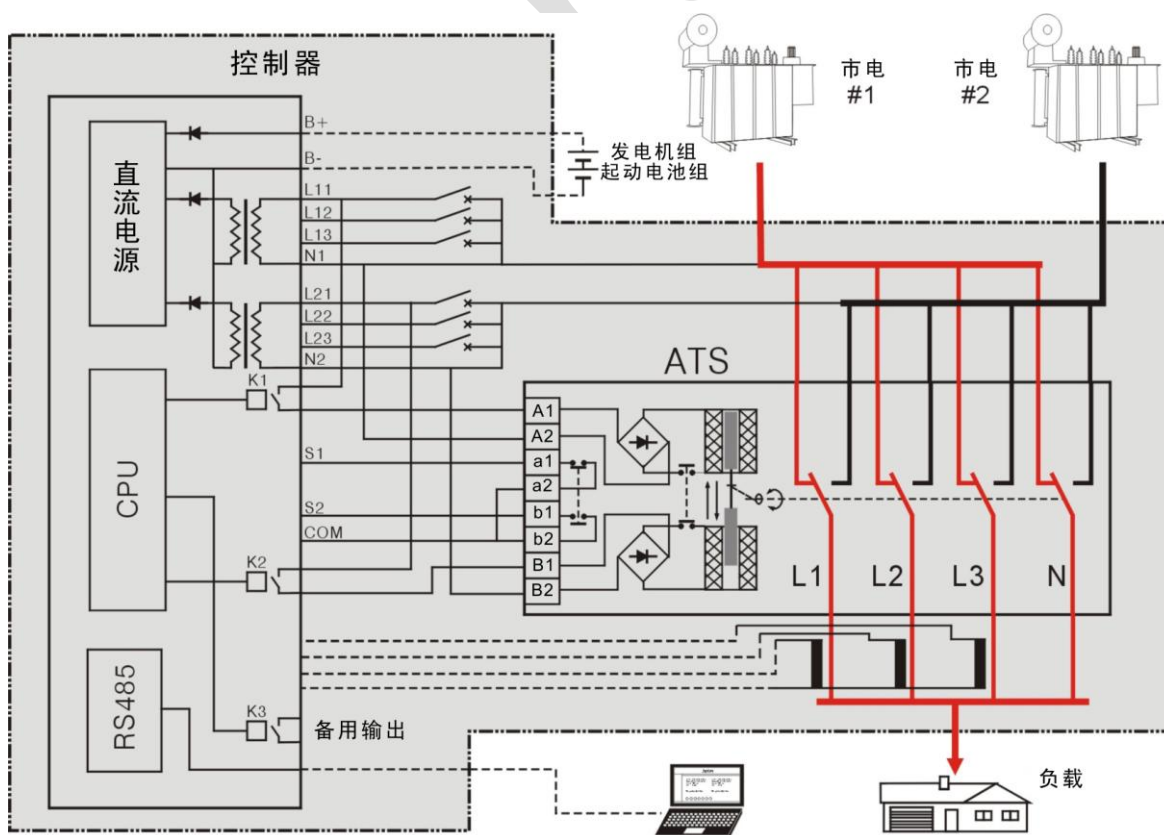 控制器
市电
#1
市电
#2
直流电源
B+
B-
发电机组
起动电池组
L11
L12
L13
N1
L21
L22
L23
N2
ATS
CPU
K1
S1
S2
COM
K2
A1
A2
a1
a2
b1
b2
B1
B2
L1
L2
L3
N
RS485
K3
备用输出
负载